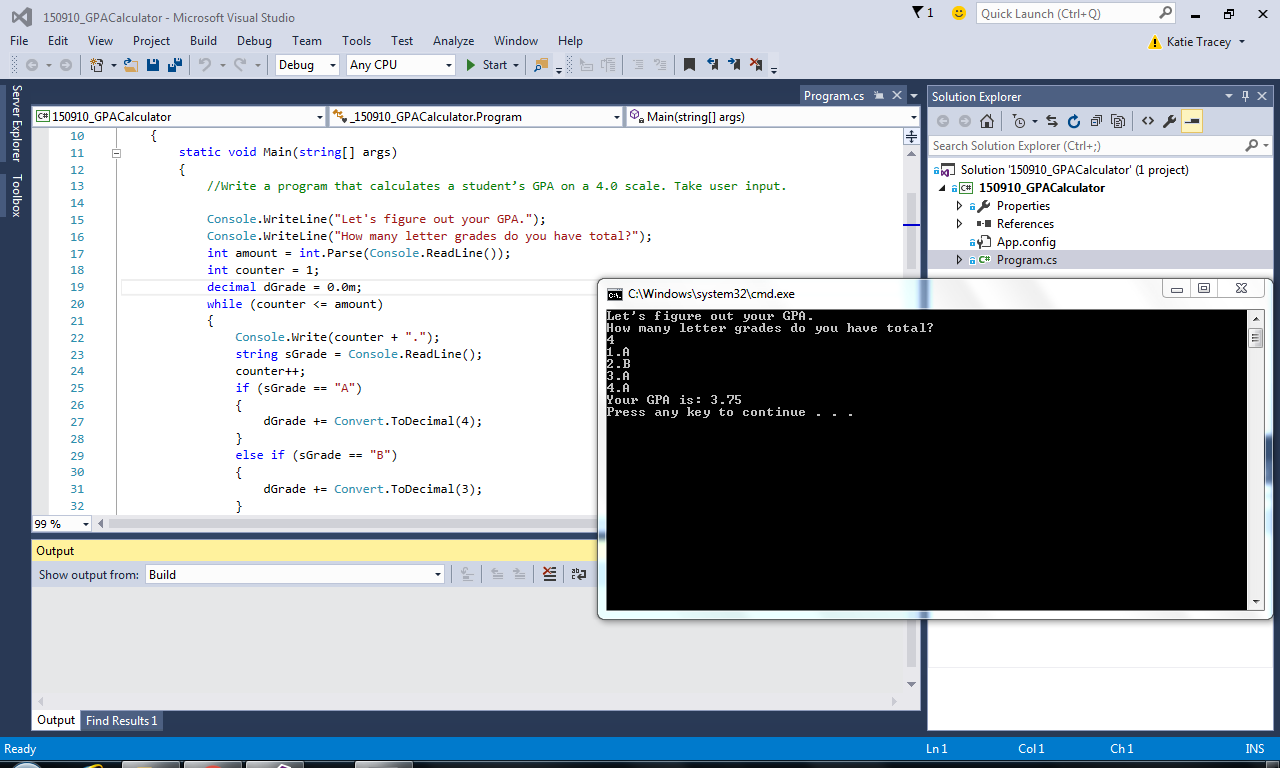 150910_GPACalculator - Microsoft Visual Studio
1
Quick Launch (Ctrl+Q)
File Edit View Project Build Debug Team Tools Test Analyze Window Help
Katie Tracey
Debug Any CPU Start
Server Explorer
Toolbox
Program.cs
150910_GPACalculator _150910_GPACalculator.Program Main(string[] args)
10 {
11 static void Main(string[] args)
12 {
13 //Write a program that calculates a student’s GPA on a 4.0 scale. Take user input.
14
15 Console.WriteLine("Let's figure out your GPA.");
16 Console.WriteLine("How many letter grades do you have total?");
17 int amount = int.Parse(Console.ReadLine());
18 int counter = 1;
19 decimal dGrade = 0.0m;
20 while (counter <= amount)
21 {
22 Console.Write(counter + ".");
23 string sGrade = Console.ReadLine();
24 counter++;
25 if (sGrade == "A")
26 {
27 dGrade += Convert.ToDecimal(4);
28 }
29 else if (sGrade == "B")
30 {
31 dGrade += Convert.ToDecimal(3);
32 }
99 %
Solution Explorer
Search Solution Explorer (Ctrl+;)
Solution '150910_GPACalculator' (1 project)
150910_GPACalculator
Properties
References
App.config
Program.cs
C:\Windows\system32\cmd.exe
Let's figure out your GPA.
How many letter grades do you have total?
4
1.A
2.B
3.A
4.A
Your GPA is: 3.75
Press any key to continue . . .
Output
Show output from: Build
Output Find Results 1
Ready Ln 1 Col 1 Ch 1 INS